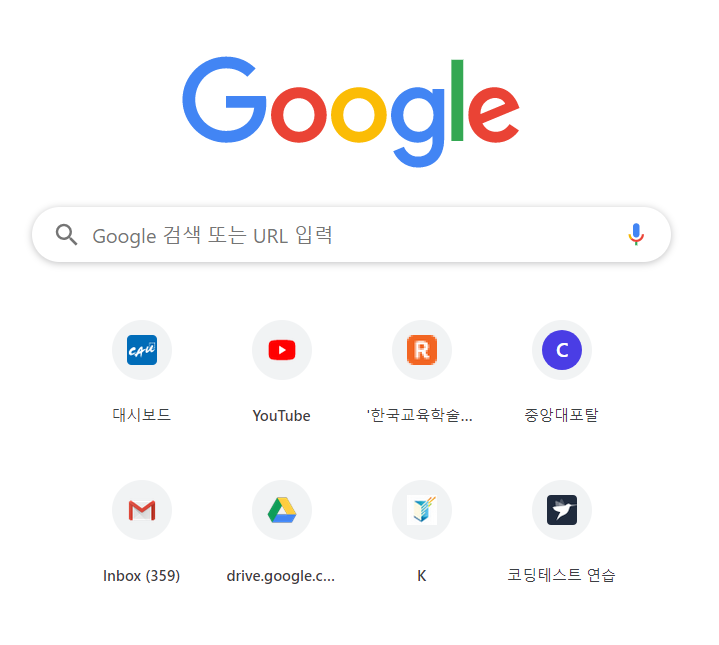 Google
Google 검색 또는 URL 입력
CAU
R
C
대시보드
YouTube
'한국교육학술...
중앙대포탈
Inbox (359)
drive.google.c...
K
코딩테스트 연습